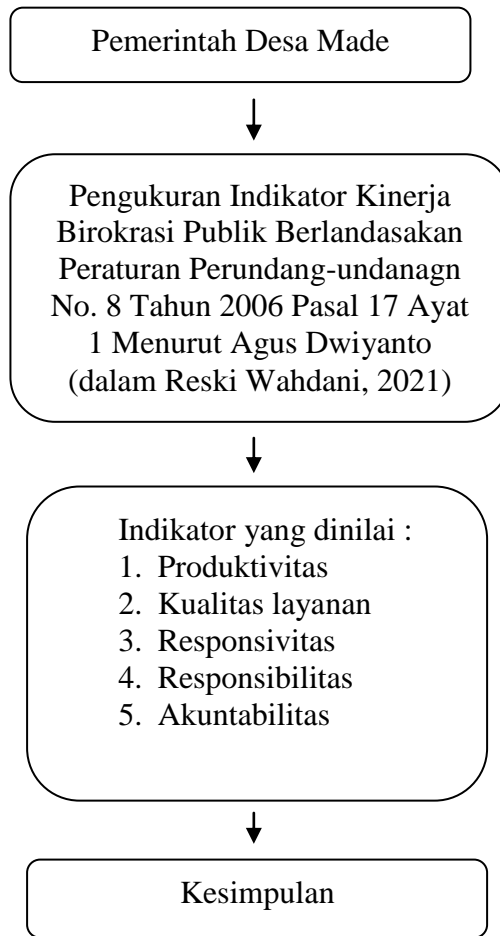 Pemerintah Desa Made
Pengukuran Indikator Kinerja
Birokrasi Publik Berlandasakan
Peraturan Perundang-undanagn
No. 8 Tahun 2006 Pasal 17 Ayat
1 Menurut Agus Dwiyanto
(dalam Reski Wahdani, 2021)
Indikator yang dinilai :
1. Produktivitas
2. Kualitas layanan
3. Responsivitas
4. Responsibilitas
5. Akuntabilitas
Kesimpulan